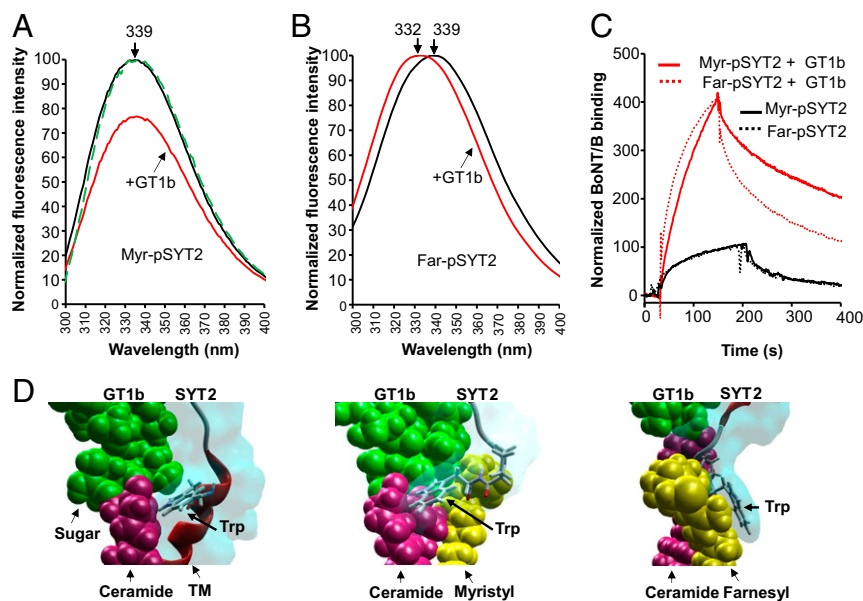 A
339
Normalized fluorescence intensity
100
90
80
70
60
50
40
30
20
10
0
+GT1b
Myr-pSYT2
300
310
320
330
340
350
360
370
380
390
400
Wavelength (nm)
B
332 339
Normalized fluorescence intensity
100
90
80
70
60
50
40
30
20
10
0
+GT1b
Far-pSYT2
300
310
320
330
340
350
360
370
380
390
400
Wavelength (nm)
C
Normalized BoNT/B binding
500
400
300
200
100
0
Myr-pSYT2 + GT1b
Far-pSYT2 + GT1b
Myr-pSYT2
Far-pSYT2
0 100 200 300 400
Time (s)
D
GT1b SYT2
Sugar
Trp
Ceramide TM
GT1b SYT2
Trp
Ceramide Myristyl
GT1b SYT2
Trp
Ceramide Farnesyl